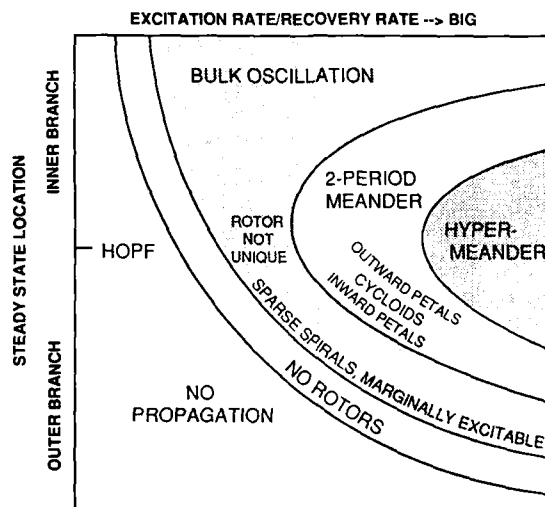 EXCITATION RATE/RECOVERY RATE --> BIG
STEADY STATE LOCATION
INNER BRANCH
OUTER BRANCH
BULK OSCILLATION
2-PERIOD
MEANDER
HYPER-
MEANDER
ROTOR
NOT
UNIQUE
HOPF
OUTWARD PETALS
CYCLOIDS
INWARD PETALS
SPARSE SPIRALS, MARGINALLY EXCITABLE
NO ROTORS
NO
PROPAGATION